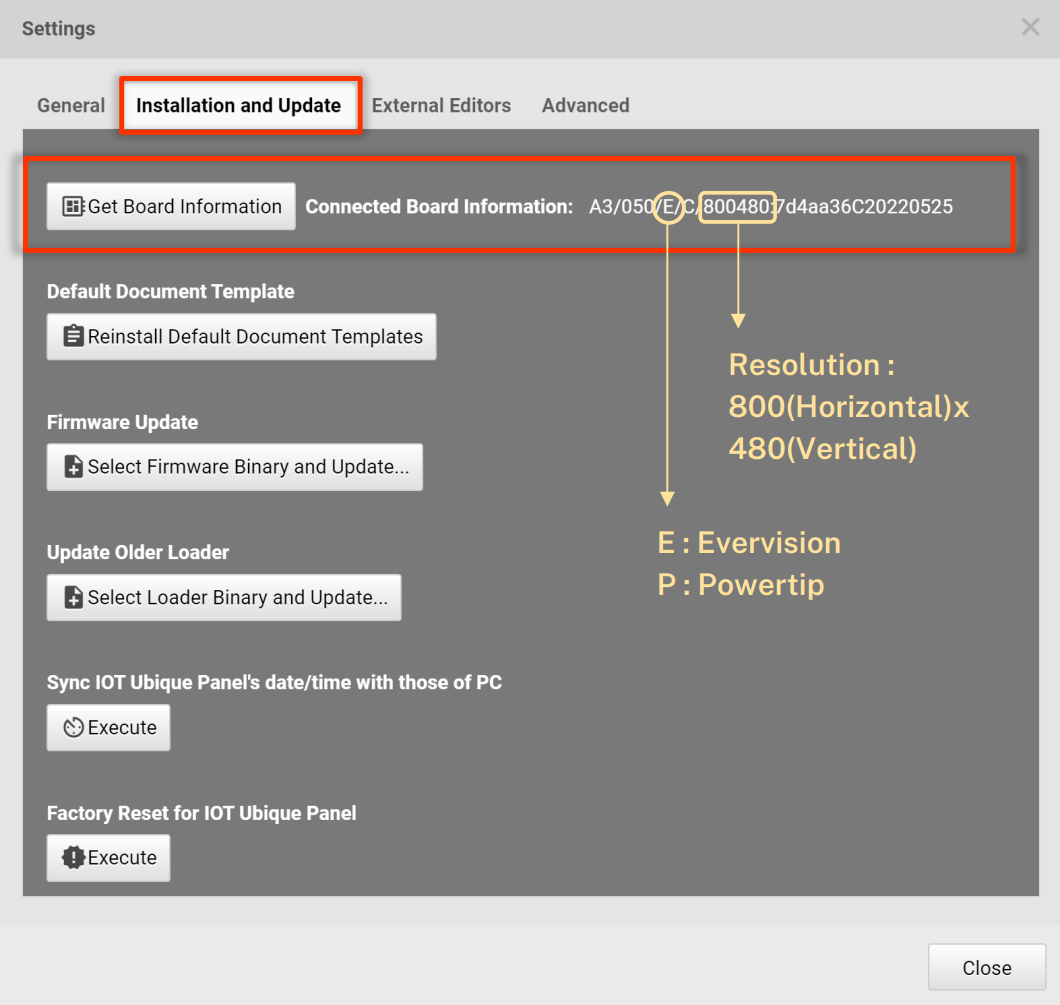 Settings
General Installation and Update External Editors Advanced
Get Board Information Connected Board Information: A3/050/E/C/800480:7d4aa36C20220525
Default Document Template
Reinstall Default Document Templates
Resolution :
800(Horizontal)x
480(Vertical)
Firmware Update
Select Firmware Binary and Update...
E : Evervision
P : Powertip
Update Older Loader
Select Loader Binary and Update...
Sync IOT Ubique Panel's date/time with those of PC
Execute
Factory Reset for IOT Ubique Panel
Execute
Close